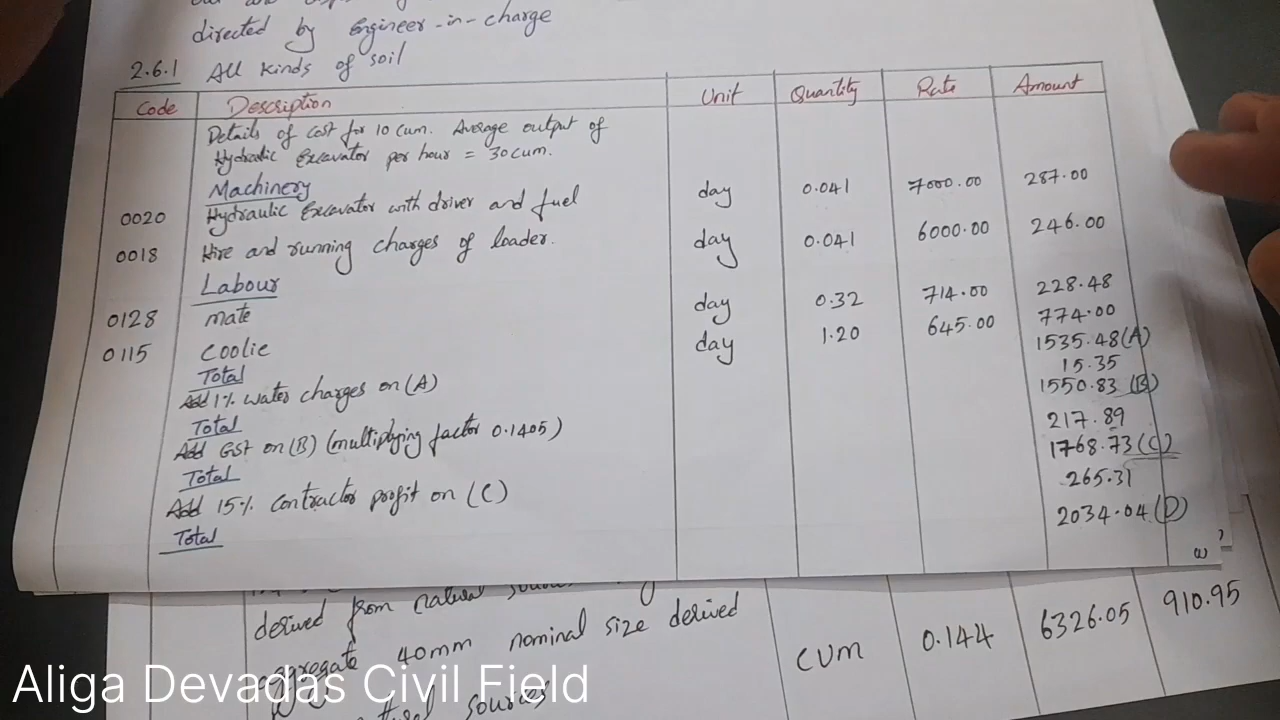 directed by Engineer-in-charge
2.6.1 All kinds of soil
Code Description Unit Quantity Rate Amount
Details of cost for 10 cum. Average output of
Hydraulic Excavator per hour = 30 cum.
Machinery
0020 Hydraulic Excavator with driver and fuel day 0.041 7000.00 287.00
0018 Hire and running charges of loader. day 0.041 6000.00 246.00
Labour
0128 Mate day 0.32 714.00 228.48
0115 Coolie day 1.20 645.00 774.00
Total 1535.48 (A)
Add 1% water charges on (A) 15.35
Total 1550.83 (B)
Add GST on (B) (multiplying factor 0.1405) 217.89
Total 1768.73 (C)
Add 15% contractor profit on (C) 265.31
Total 2034.04 (D)
derived from natural
aggregate 40mm nominal size derived CUM 0.144 6326.05 910.95
sources
Aliga Devadas Civil Field